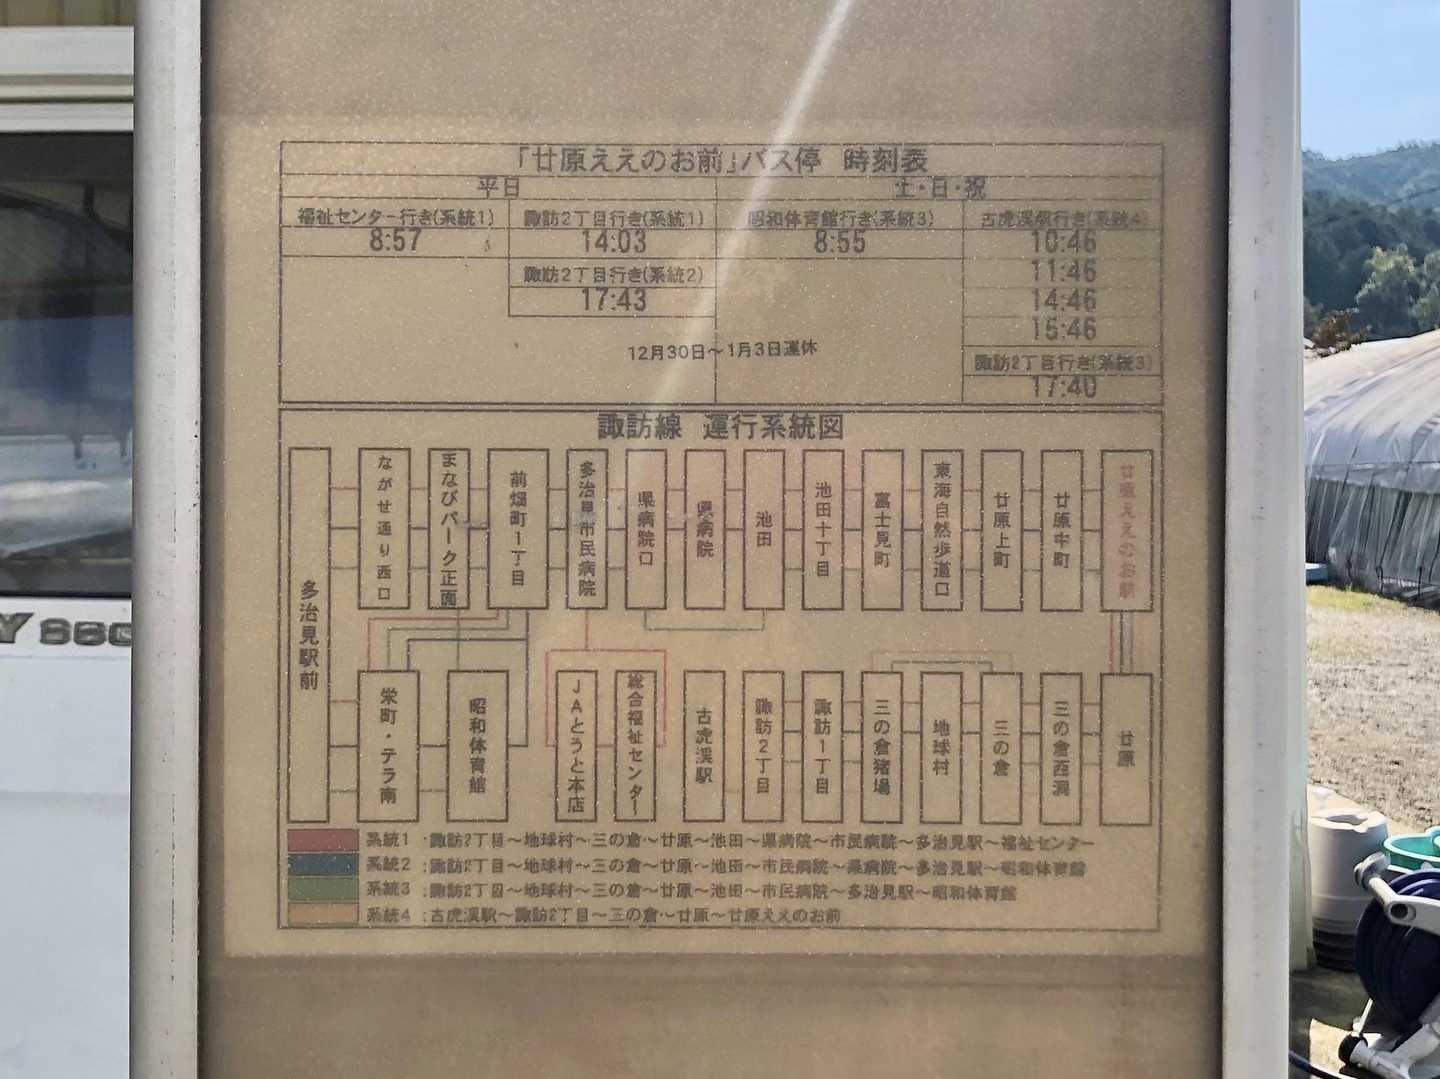 「廿原ええのお前」バス停 時刻表
平日 土・日・祝
福祉センター行き(系統1) 諏訪2丁目行き(系統1) 昭和体育館行き(系統3) 古虎渓駅行き(系統4)
8:57 14:03 8:55 10:46
諏訪2丁目行き(系統2) 11:46
17:43 14:46
15:46
12月30日～1月3日運休
諏訪2丁目行き(系統3)
17:40
諏訪線 運行系統図
多治見駅前
ながせ通り西口
まなびパーク正面
前畑町1丁目
多治見市民病院
県病院口
県病院
池田
池田十丁目
富士見町
東海自然歩道口
廿原上町
廿原中町
廿原ええのお前
栄町・テラ南
昭和体育館
JAとうと本店
総合福祉センター
古虎渓駅
諏訪2丁目
諏訪1丁目
三の倉猪場
地球村
三の倉
三の倉西洞
廿原
系統1 :諏訪2丁目～地球村～三の倉～廿原～池田～県病院～市民病院～多治見駅～福祉センター
系統2 :諏訪2丁目～地球村～三の倉～廿原～池田～市民病院～県病院～多治見駅～昭和体育館
系統3 :諏訪2丁目～地球村～三の倉～廿原～池田～市民病院～多治見駅～昭和体育館
系統4 :古虎渓駅～諏訪2丁目～三の倉～廿原～廿原ええのお前